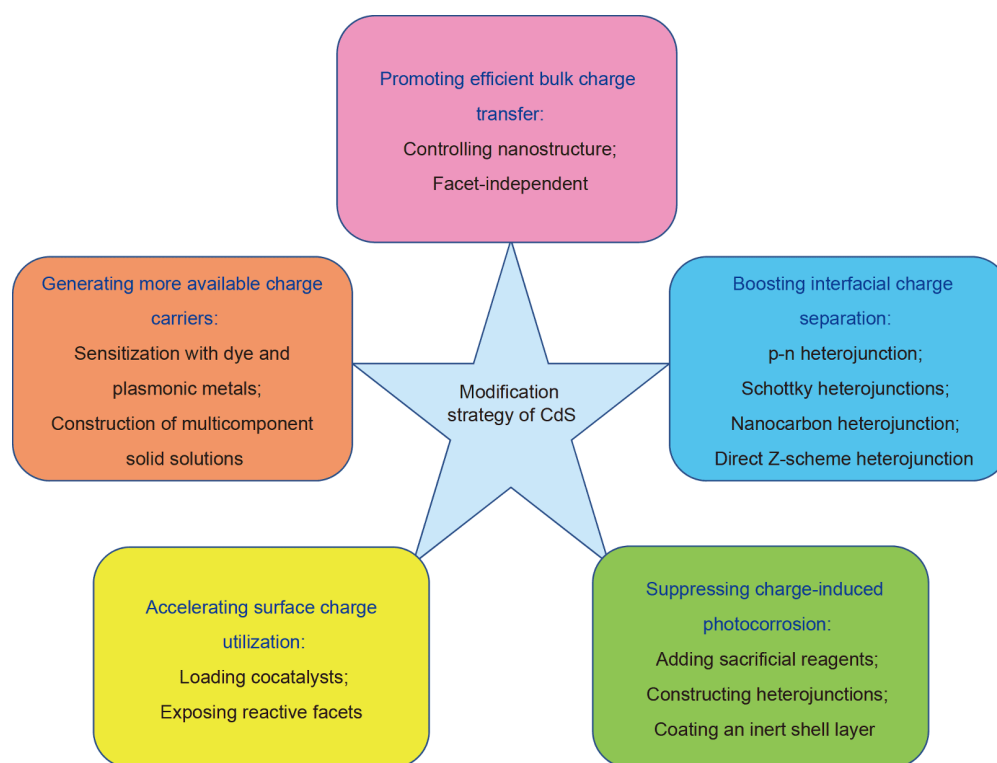 Promoting efficient bulk charge
transfer:
Controlling nanostructure;
Facet-independent
Generating more available charge
carriers:
Sensitization with dye and
plasmonic metals;
Construction of multicomponent
solid solutions
Boosting interfacial charge
separation:
p-n heterojunction;
Schottky heterojunctions;
Nanocarbon heterojunction;
Direct Z-scheme heterojunction
Modification
strategy of CdS
Accelerating surface charge
utilization:
Loading cocatalysts;
Exposing reactive facets
Suppressing charge-induced
photocorrosion:
Adding sacrificial reagents;
Constructing heterojunctions;
Coating an inert shell layer